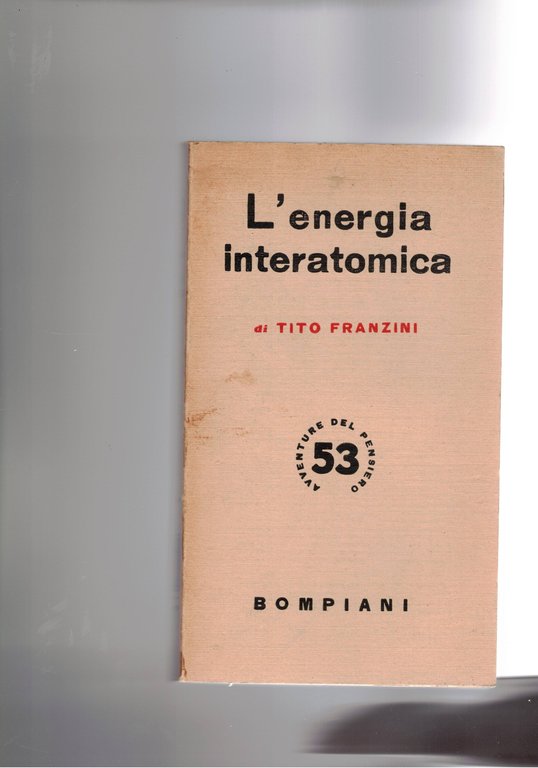 L'energia
interatomica
di TITO FRANZINI
AVVENTURE DEL PENSIERO
53
BOMPIANI